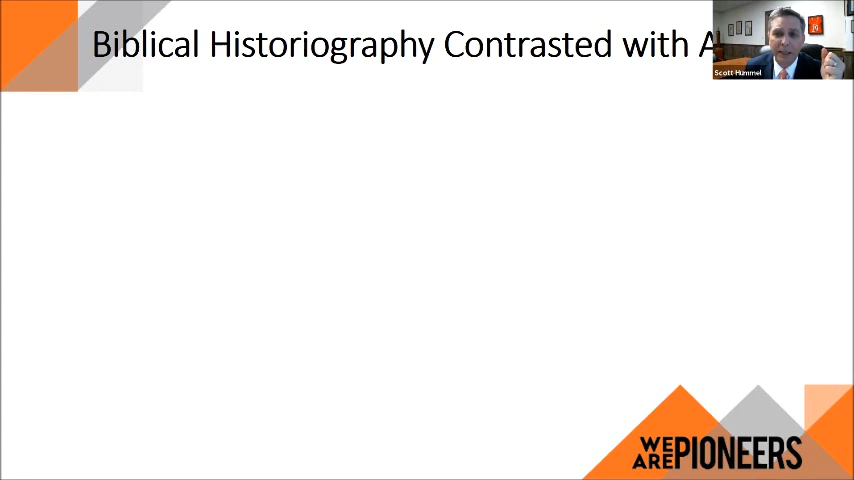 Biblical Historiography Contrasted with A
Scott Hummel
WE ARE PIONEERS